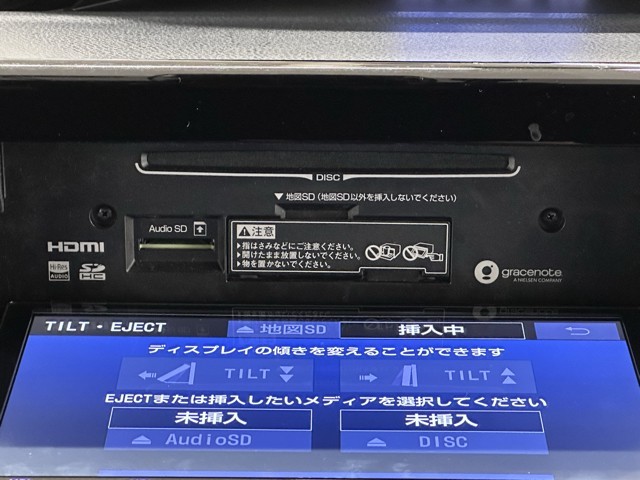 DISC
▼地図SD(地図SD以外を挿入しないでください)
Audio SD
⚠注意
▶指はさみなどにご注意ください。
▶開けたまま放置しないでください。
▶物を置かないでください。
HDMI
Hi-Res
AUDIO
SD
HC
gracenote
A NIELSEN COMPANY
TILT・EJECT
⏏地図SD
挿入中
ディスプレイの傾きを変えることができます
TILT
TILT
EJECTまたは挿入したいメディアを選択してください
未挿入
未挿入
⏏ AudioSD
⏏ DISC